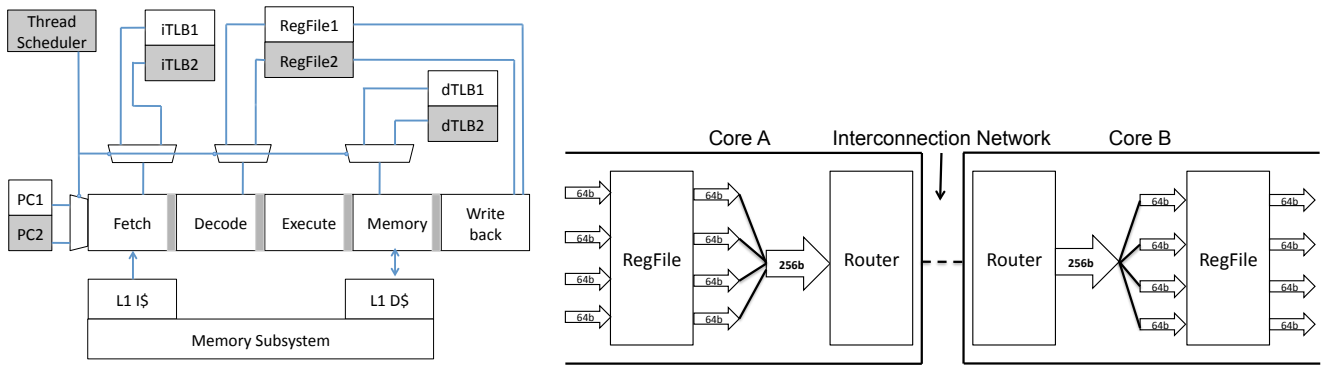 Thread
Scheduler
iTLB1
iTLB2
RegFile1
RegFile2
dTLB1
dTLB2
PC1
PC2
Fetch
Decode
Execute
Memory
Write
back
L1 I$
L1 D$
Memory Subsystem
Core A
Interconnection Network
Core B
64b
64b
64b
64b
RegFile
64b
64b
64b
64b
256b
Router
Router
256b
64b
64b
64b
64b
RegFile
64b
64b
64b
64b